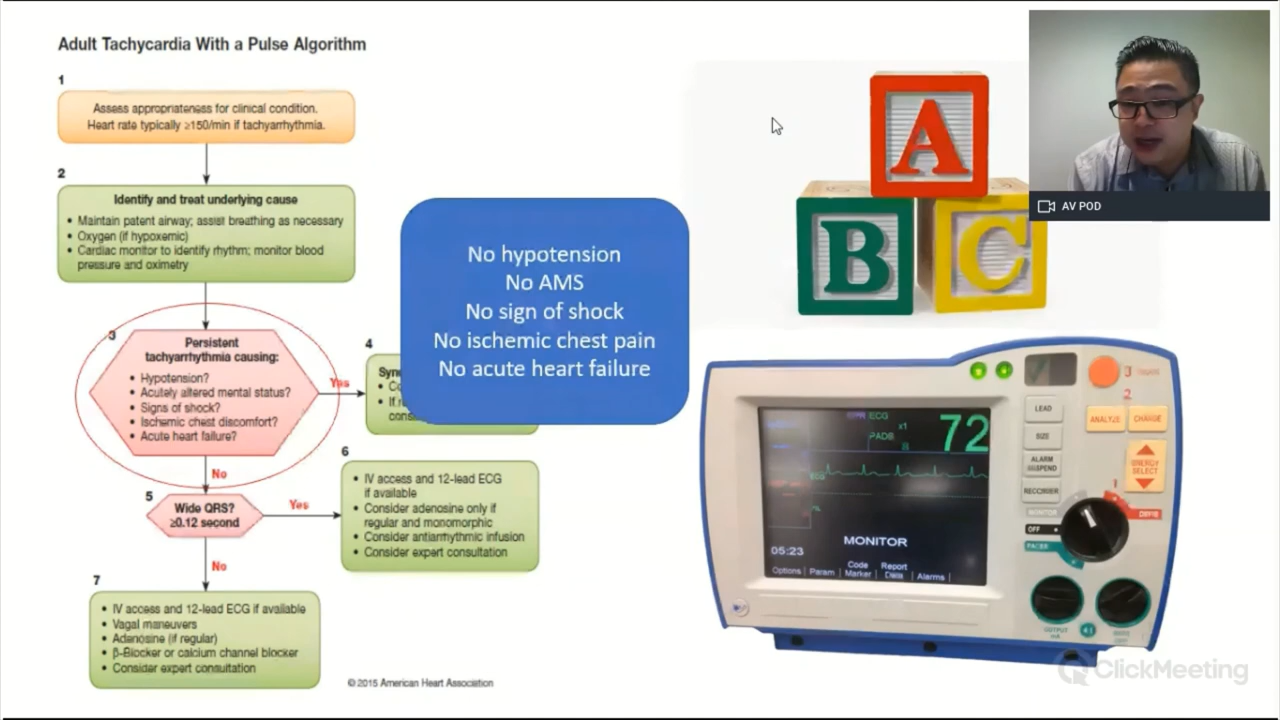 Adult Tachycardia With a Pulse Algorithm
1
Assess appropriateness for clinical condition.
Heart rate typically ≥150/min if tachyarrhythmia.
2
Identify and treat underlying cause
• Maintain patent airway; assist breathing as necessary
• Oxygen (if hypoxemic)
• Cardiac monitor to identify rhythm; monitor blood
pressure and oximetry
3
Persistent
tachyarrhythmia causing:
• Hypotension?
• Acutely altered mental status?
• Signs of shock?
• Ischemic chest discomfort?
• Acute heart failure?
Yes
4
No
5
Wide QRS?
≥0.12 second
Yes
6
• IV access and 12-lead ECG
if available
• Consider adenosine only if
regular and monomorphic
• Consider antiarrhythmic infusion
• Consider expert consultation
No
7
• IV access and 12-lead ECG if available
• Vagal maneuvers
• Adenosine (if regular)
• β-Blocker or calcium channel blocker
• Consider expert consultation
© 2015 American Heart Association
No hypotension
No AMS
No sign of shock
No ischemic chest pain
No acute heart failure
A
B C
AV POD
ECG
x1
PADS
72
ECG
MONITOR
05:23
Options Param Code Marker Report Data Alarms
LEAD
SIZE
ALARM
SUSPEND
RECORDER
MONITOR
OFF
PACER
3
2
ANALYZE CHARGE
ENERGY
SELECT
1
DEFIB
OUTPUT
mA
ClickMeeting